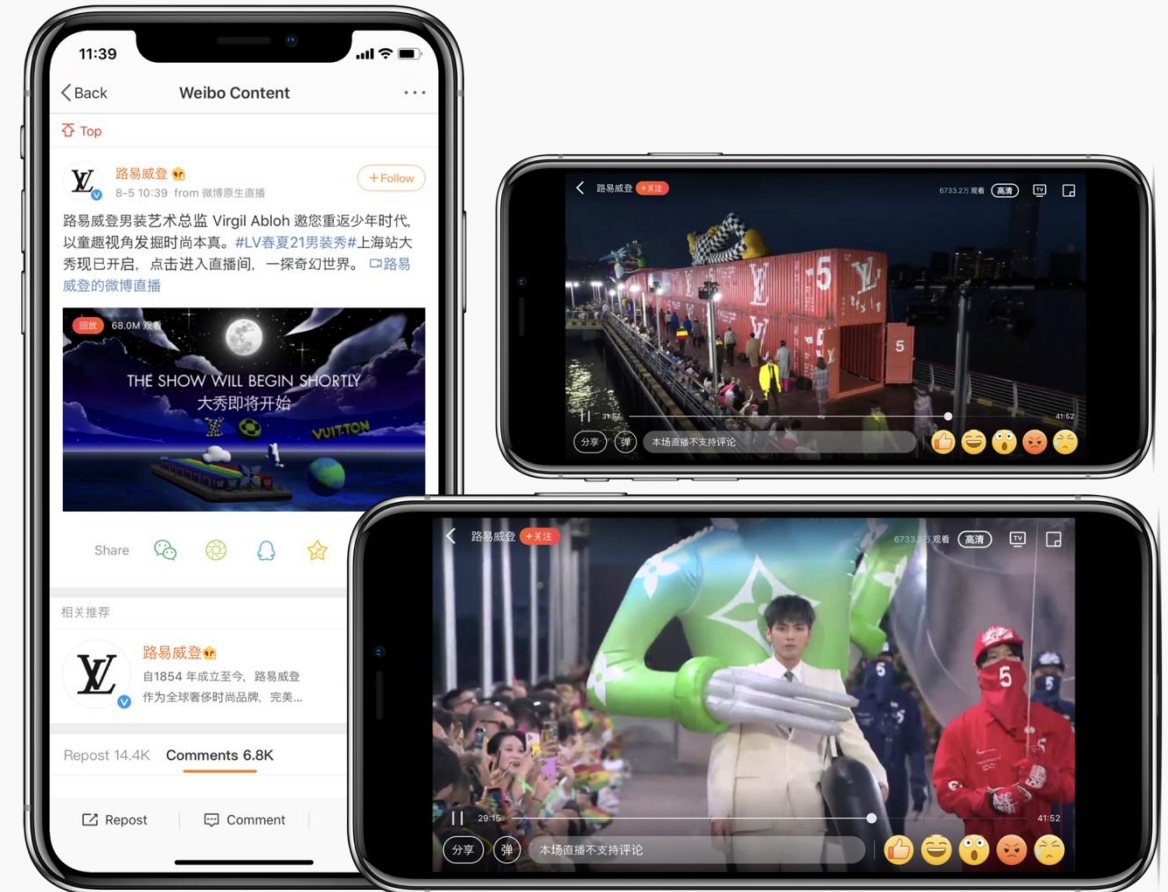 11:39
Back
Weibo Content
Top
路易威登
8-5 10:39 from 微博原生直播
+Follow
路易威登男装艺术总监 Virgil Abloh 邀您重返少年时代,
以童趣视角发掘时尚本真。#LV春夏21男装秀#上海站大
秀现已开启，点击进入直播间，一探奇幻世界。 路易
威登的微博直播
回放 68.0M 观看
THE SHOW WILL BEGIN SHORTLY
大秀即将开始
VUITTON
Share
相关推荐
路易威登
自1854 年成立至今，路易威登
作为全球奢侈时尚品牌，完美...
Repost 14.4K Comments 6.8K
Repost
Comment
路易威登 +关注
6733.2万 观看 高清 TV
LV
5
LV
5
31:57
41:52
分享 弹 本场直播不支持评论
路易威登 +关注
观看 高清 TV
5
5
5
29:15
41:52
分享 弹 本场直播不支持评论